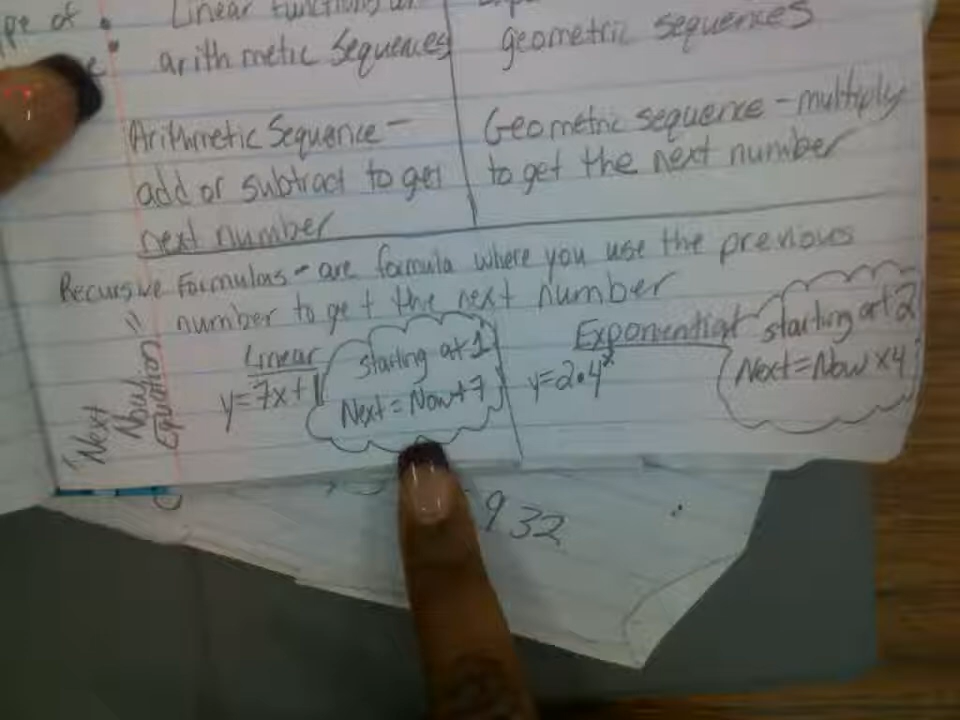 pe of
Linear functions
arithmetic sequences
geometric sequences
Arithmetic Sequence -
add or subtract to get
next number
Geometric sequence - multiply
to get the next number
Recursive Formulas - are formula where you use the previous
number to get the next number
"Next
Now"
Equation
Linear
y=7x+1
starting at 1
Next = Now+7
Exponential
y=2•4ˣ
starting at 2
Next = Now x 4
932